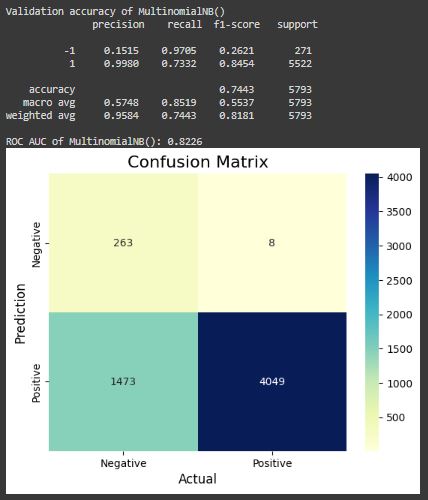 Validation accuracy of MultinomialNB()
precision recall f1-score support
-1 0.1515 0.9705 0.2621 271
1 0.9980 0.7332 0.8454 5522
accuracy 0.7443 5793
macro avg 0.5748 0.8519 0.5537 5793
weighted avg 0.9584 0.7443 0.8181 5793
ROC AUC of MultinomialNB(): 0.8226
Confusion Matrix
Prediction
Negative
263 8
Positive
1473 4049
Negative Positive
Actual
4000
3500
3000
2500
2000
1500
1000
500